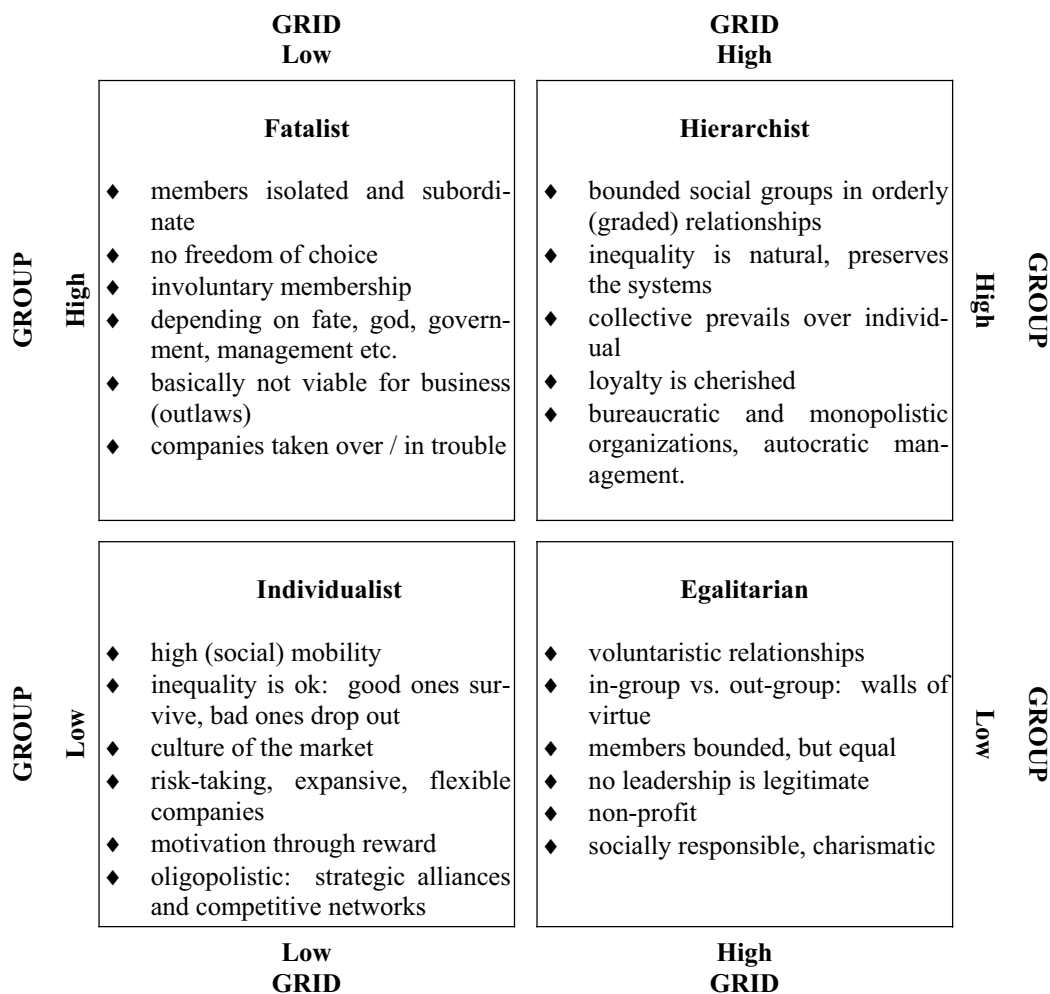 GRID
Low
GRID
High
GROUP
High
Fatalist
♦ members isolated and subordi-
nate
♦ no freedom of choice
♦ involuntary membership
♦ depending on fate, god, govern-
ment, management etc.
♦ basically not viable for business
(outlaws)
♦ companies taken over / in trouble
Hierarchist
♦ bounded social groups in orderly
(graded) relationships
♦ inequality is natural, preserves
the systems
♦ collective prevails over individ-
ual
♦ loyalty is cherished
♦ bureaucratic and monopolistic
organizations, autocratic man-
agement.
High
GROUP
GROUP
Low
Individualist
♦ high (social) mobility
♦ inequality is ok: good ones sur-
vive, bad ones drop out
♦ culture of the market
♦ risk-taking, expansive, flexible
companies
♦ motivation through reward
♦ oligopolistic: strategic alliances
and competitive networks
Egalitarian
♦ voluntaristic relationships
♦ in-group vs. out-group: walls of
virtue
♦ members bounded, but equal
♦ no leadership is legitimate
♦ non-profit
♦ socially responsible, charismatic
Low
GROUP
Low
GRID
High
GRID